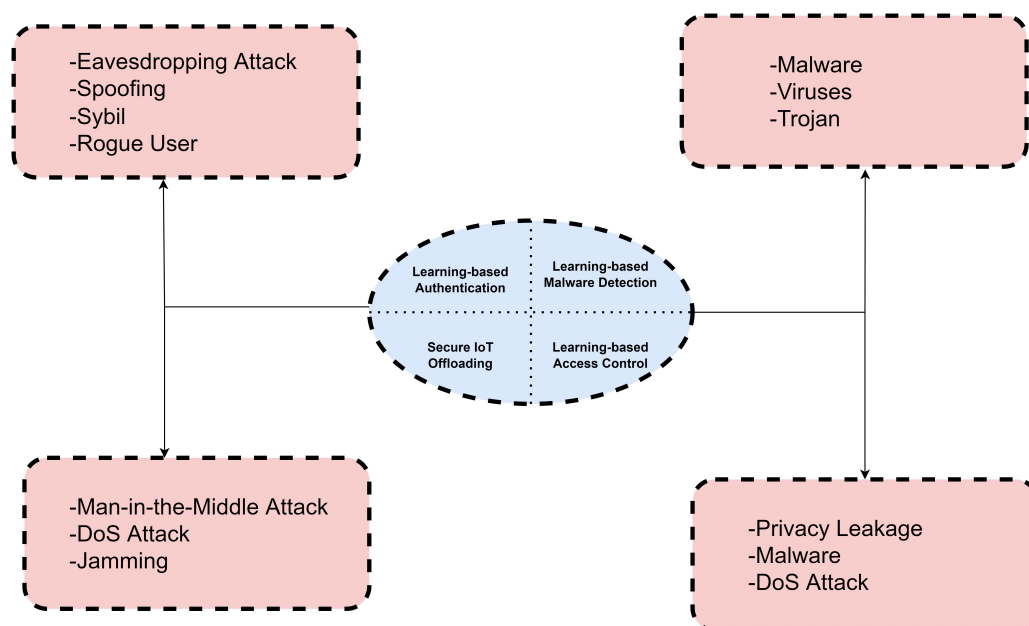 -Eavesdropping Attack
-Spoofing
-Sybil
-Rogue User
-Malware
-Viruses
-Trojan
Learning-based
Authentication
Learning-based
Malware Detection
Secure IoT
Offloading
Learning-based
Access Control
-Man-in-the-Middle Attack
-DoS Attack
-Jamming
-Privacy Leakage
-Malware
-DoS Attack